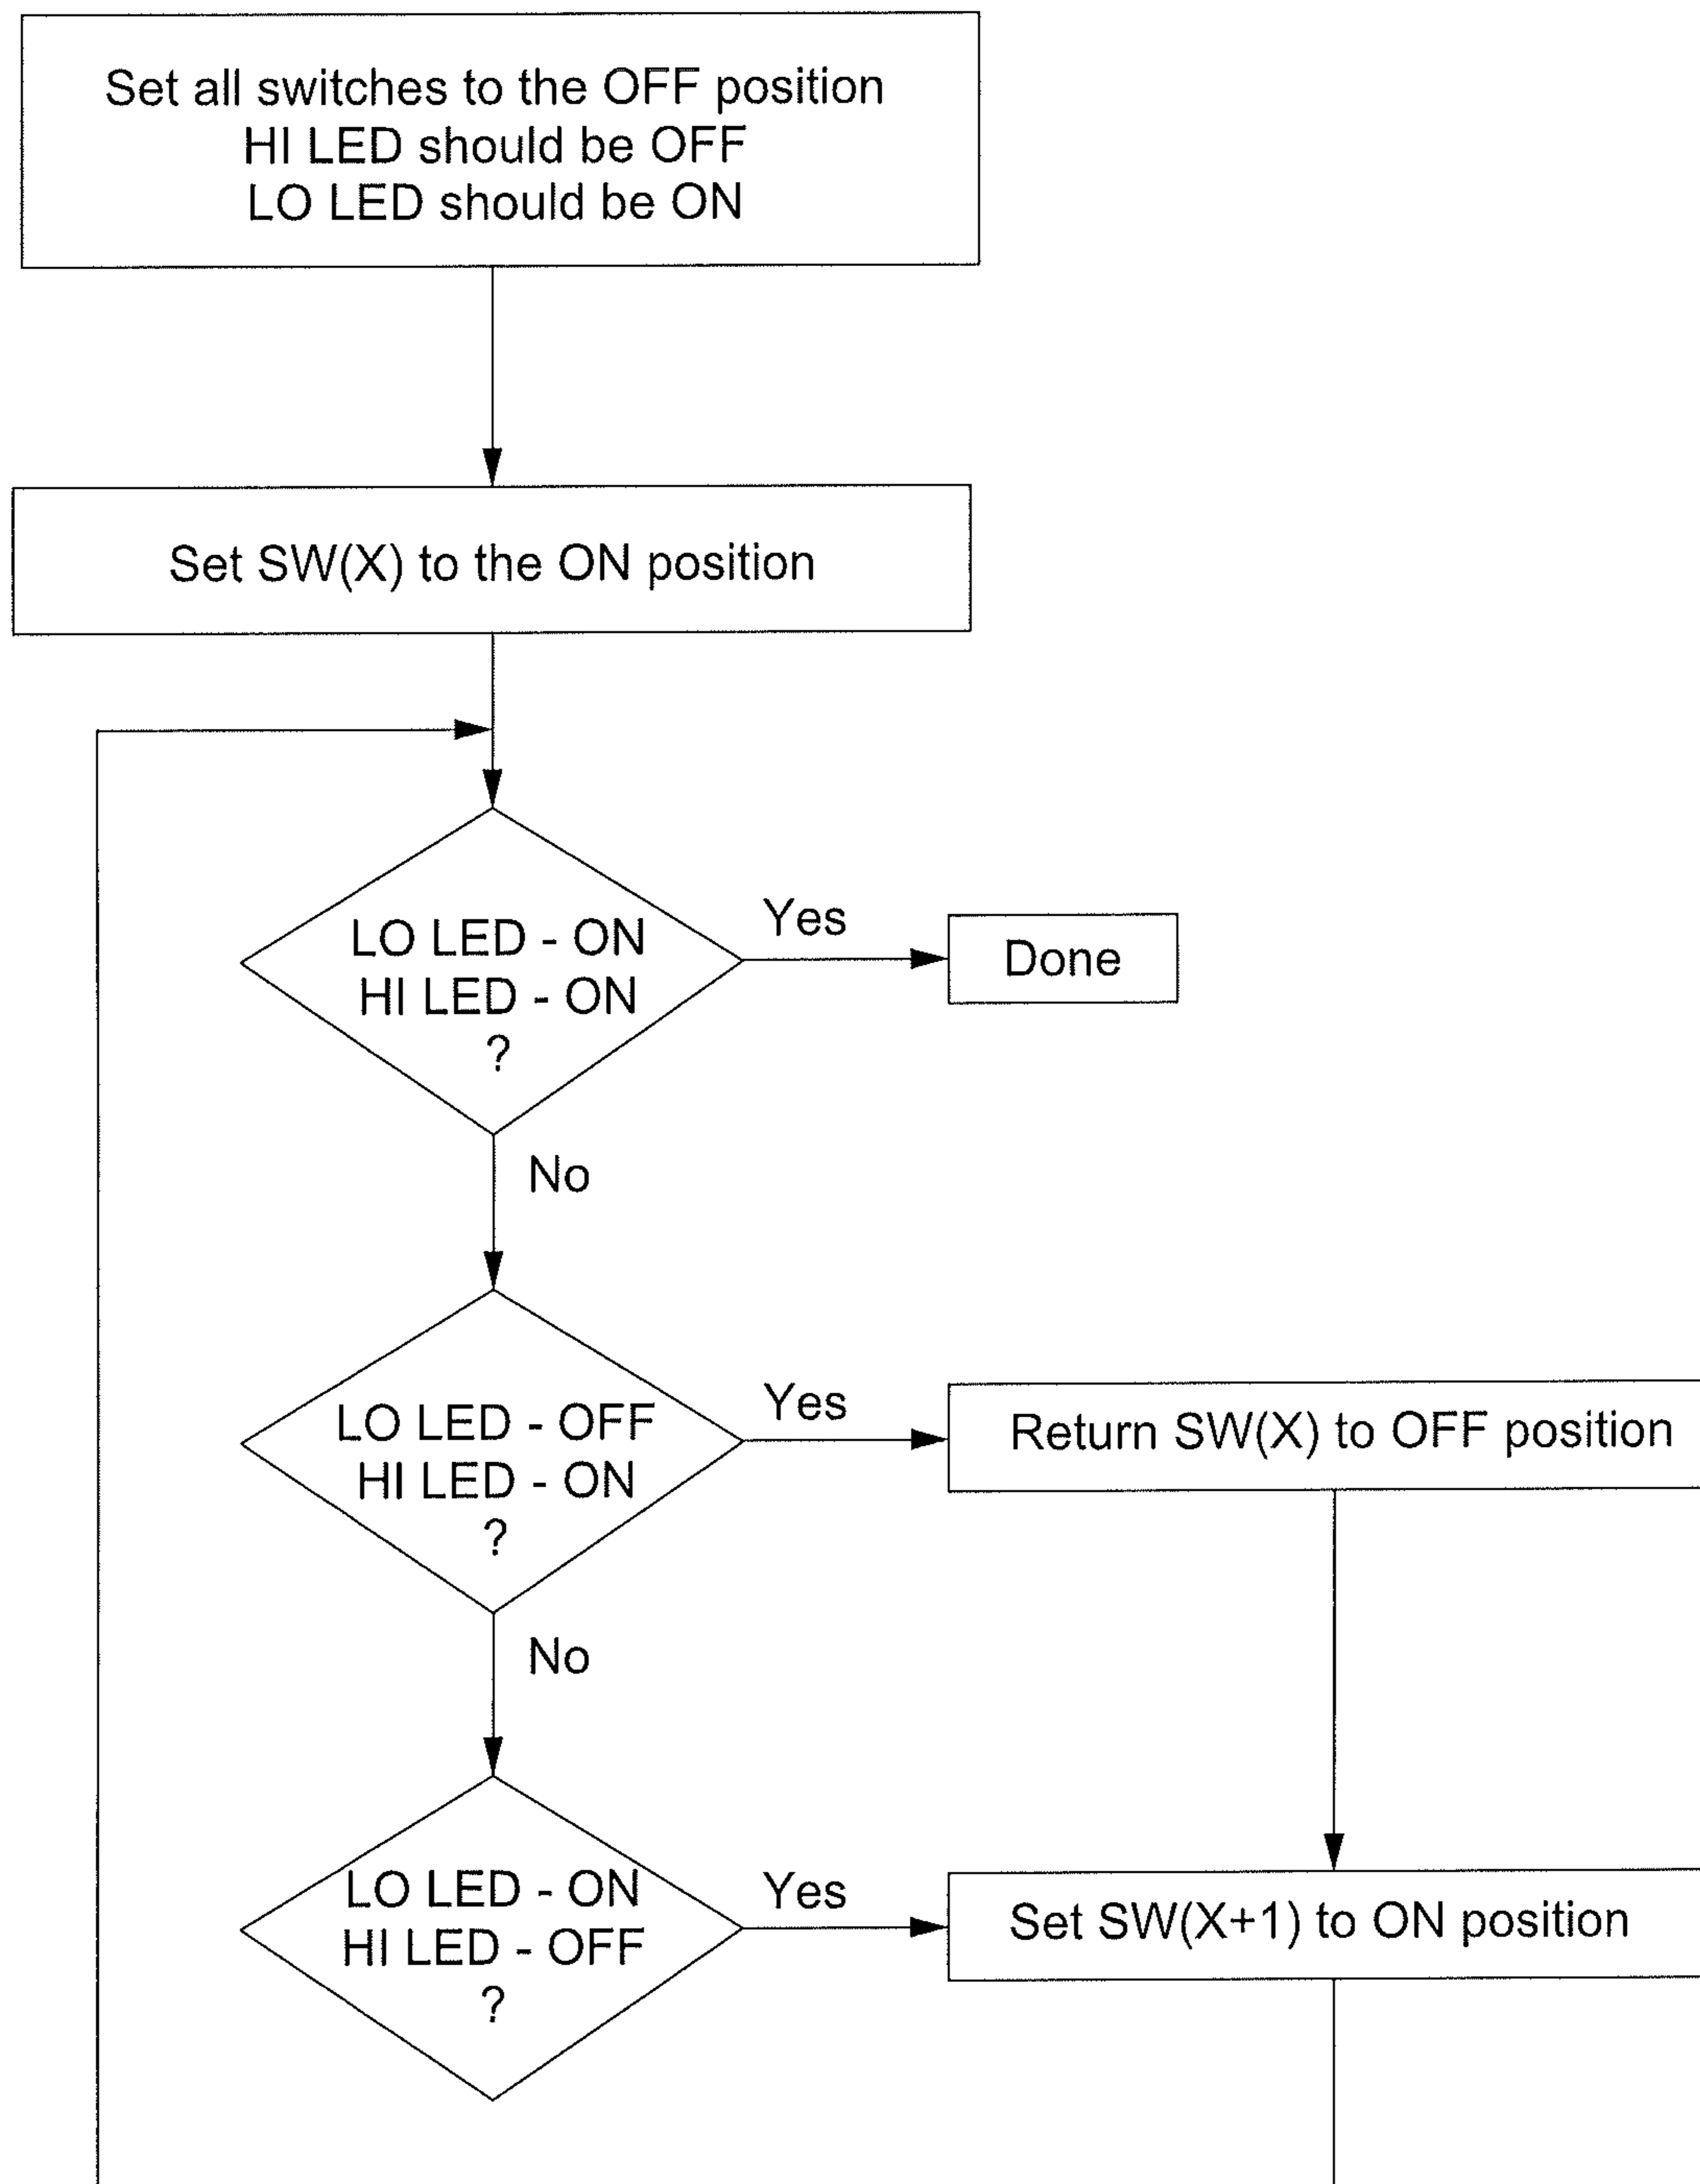 Set all switches to the OFF position
HI LED should be OFF
LO LED should be ON
Set SW(X) to the ON position
LO LED - ON
HI LED - ON
?
Yes
Done
No
LO LED - OFF
HI LED - ON
?
Yes
Return SW(X) to OFF position
No
LO LED - ON
HI LED - OFF
?
Yes
Set SW(X+1) to ON position